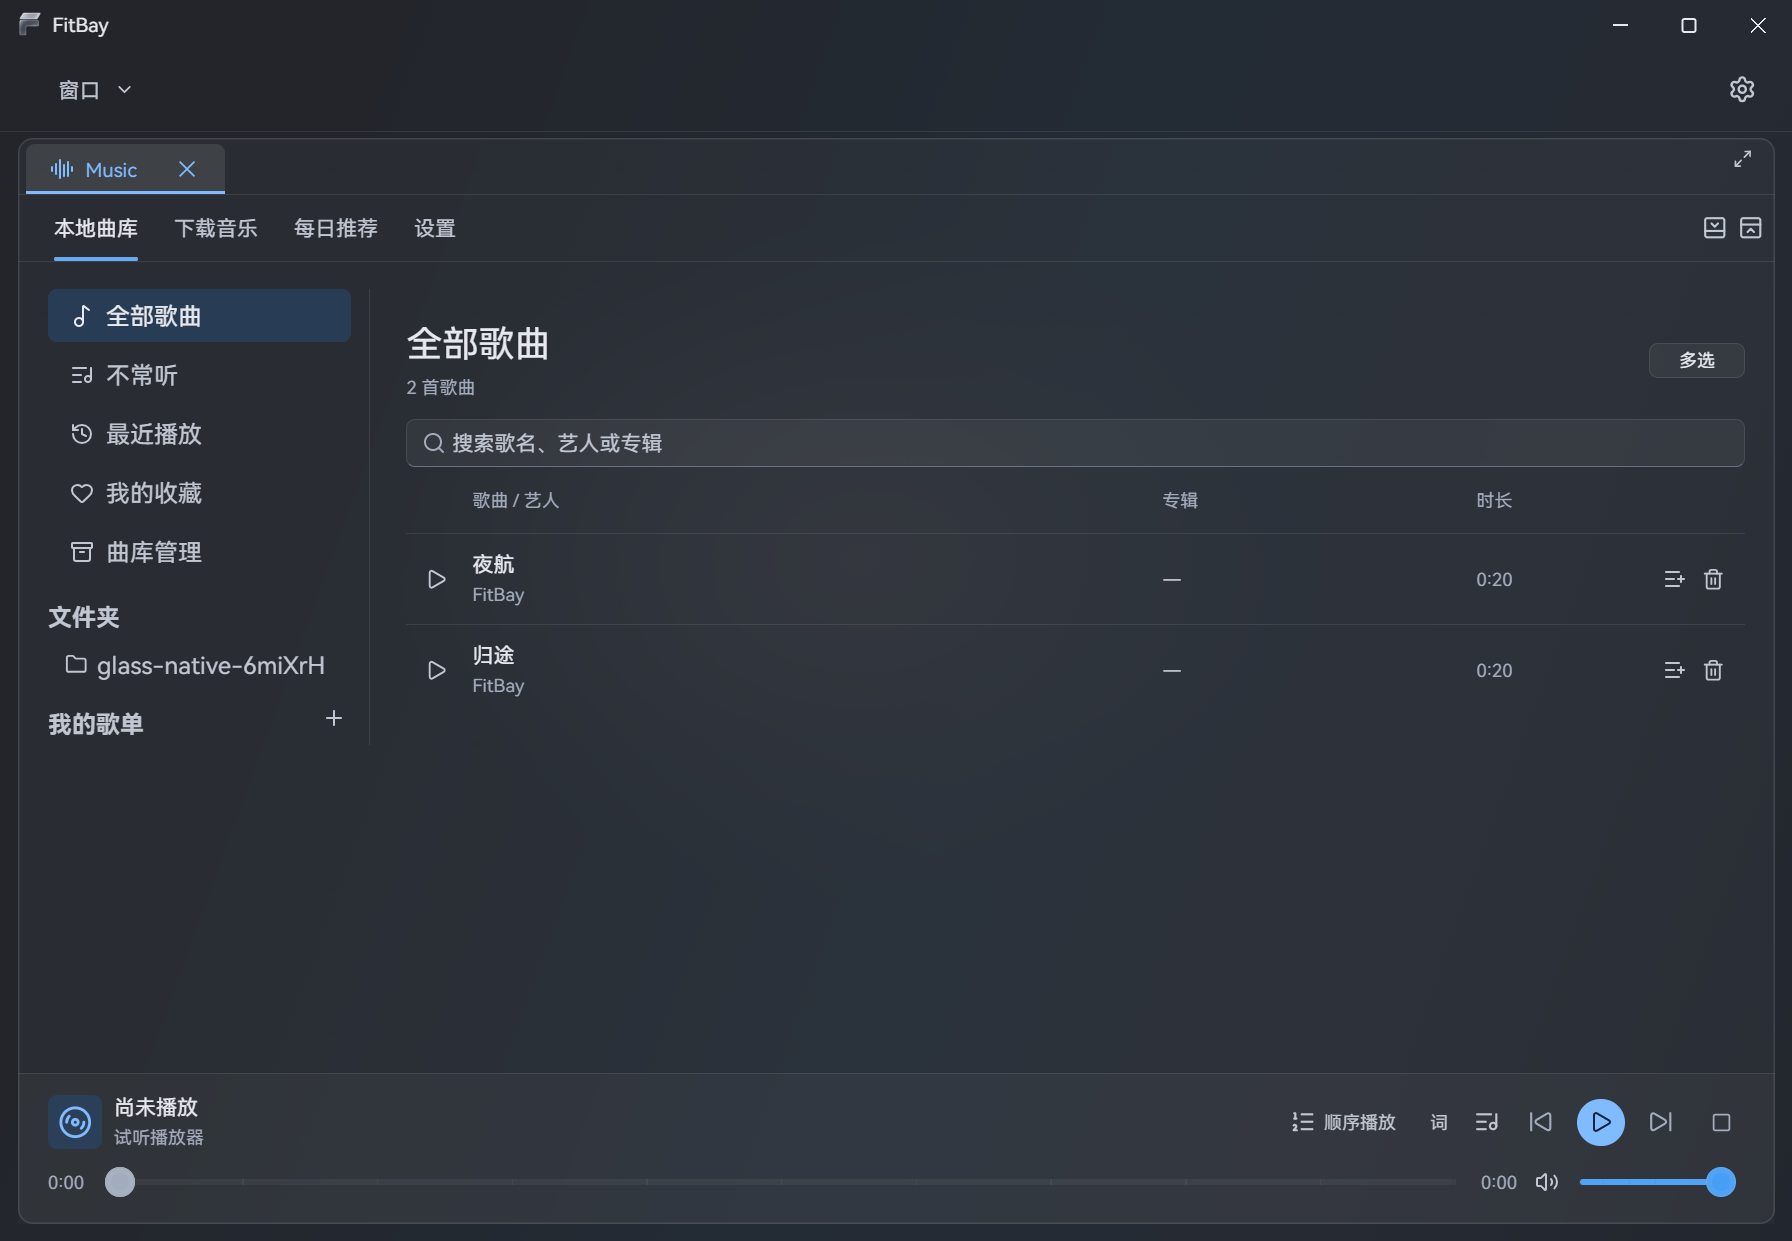 FitBay
窗口
Music
本地曲库 下载音乐 每日推荐 设置
全部歌曲
不常听
最近播放
我的收藏
曲库管理
文件夹
glass-native-6miXrH
我的歌单
全部歌曲
2 首歌曲
多选
搜索歌名、艺人或专辑
歌曲 / 艺人 专辑 时长
夜航
FitBay
— 0:20
归途
FitBay
— 0:20
尚未播放
试听播放器
顺序播放 词
0:00 0:00